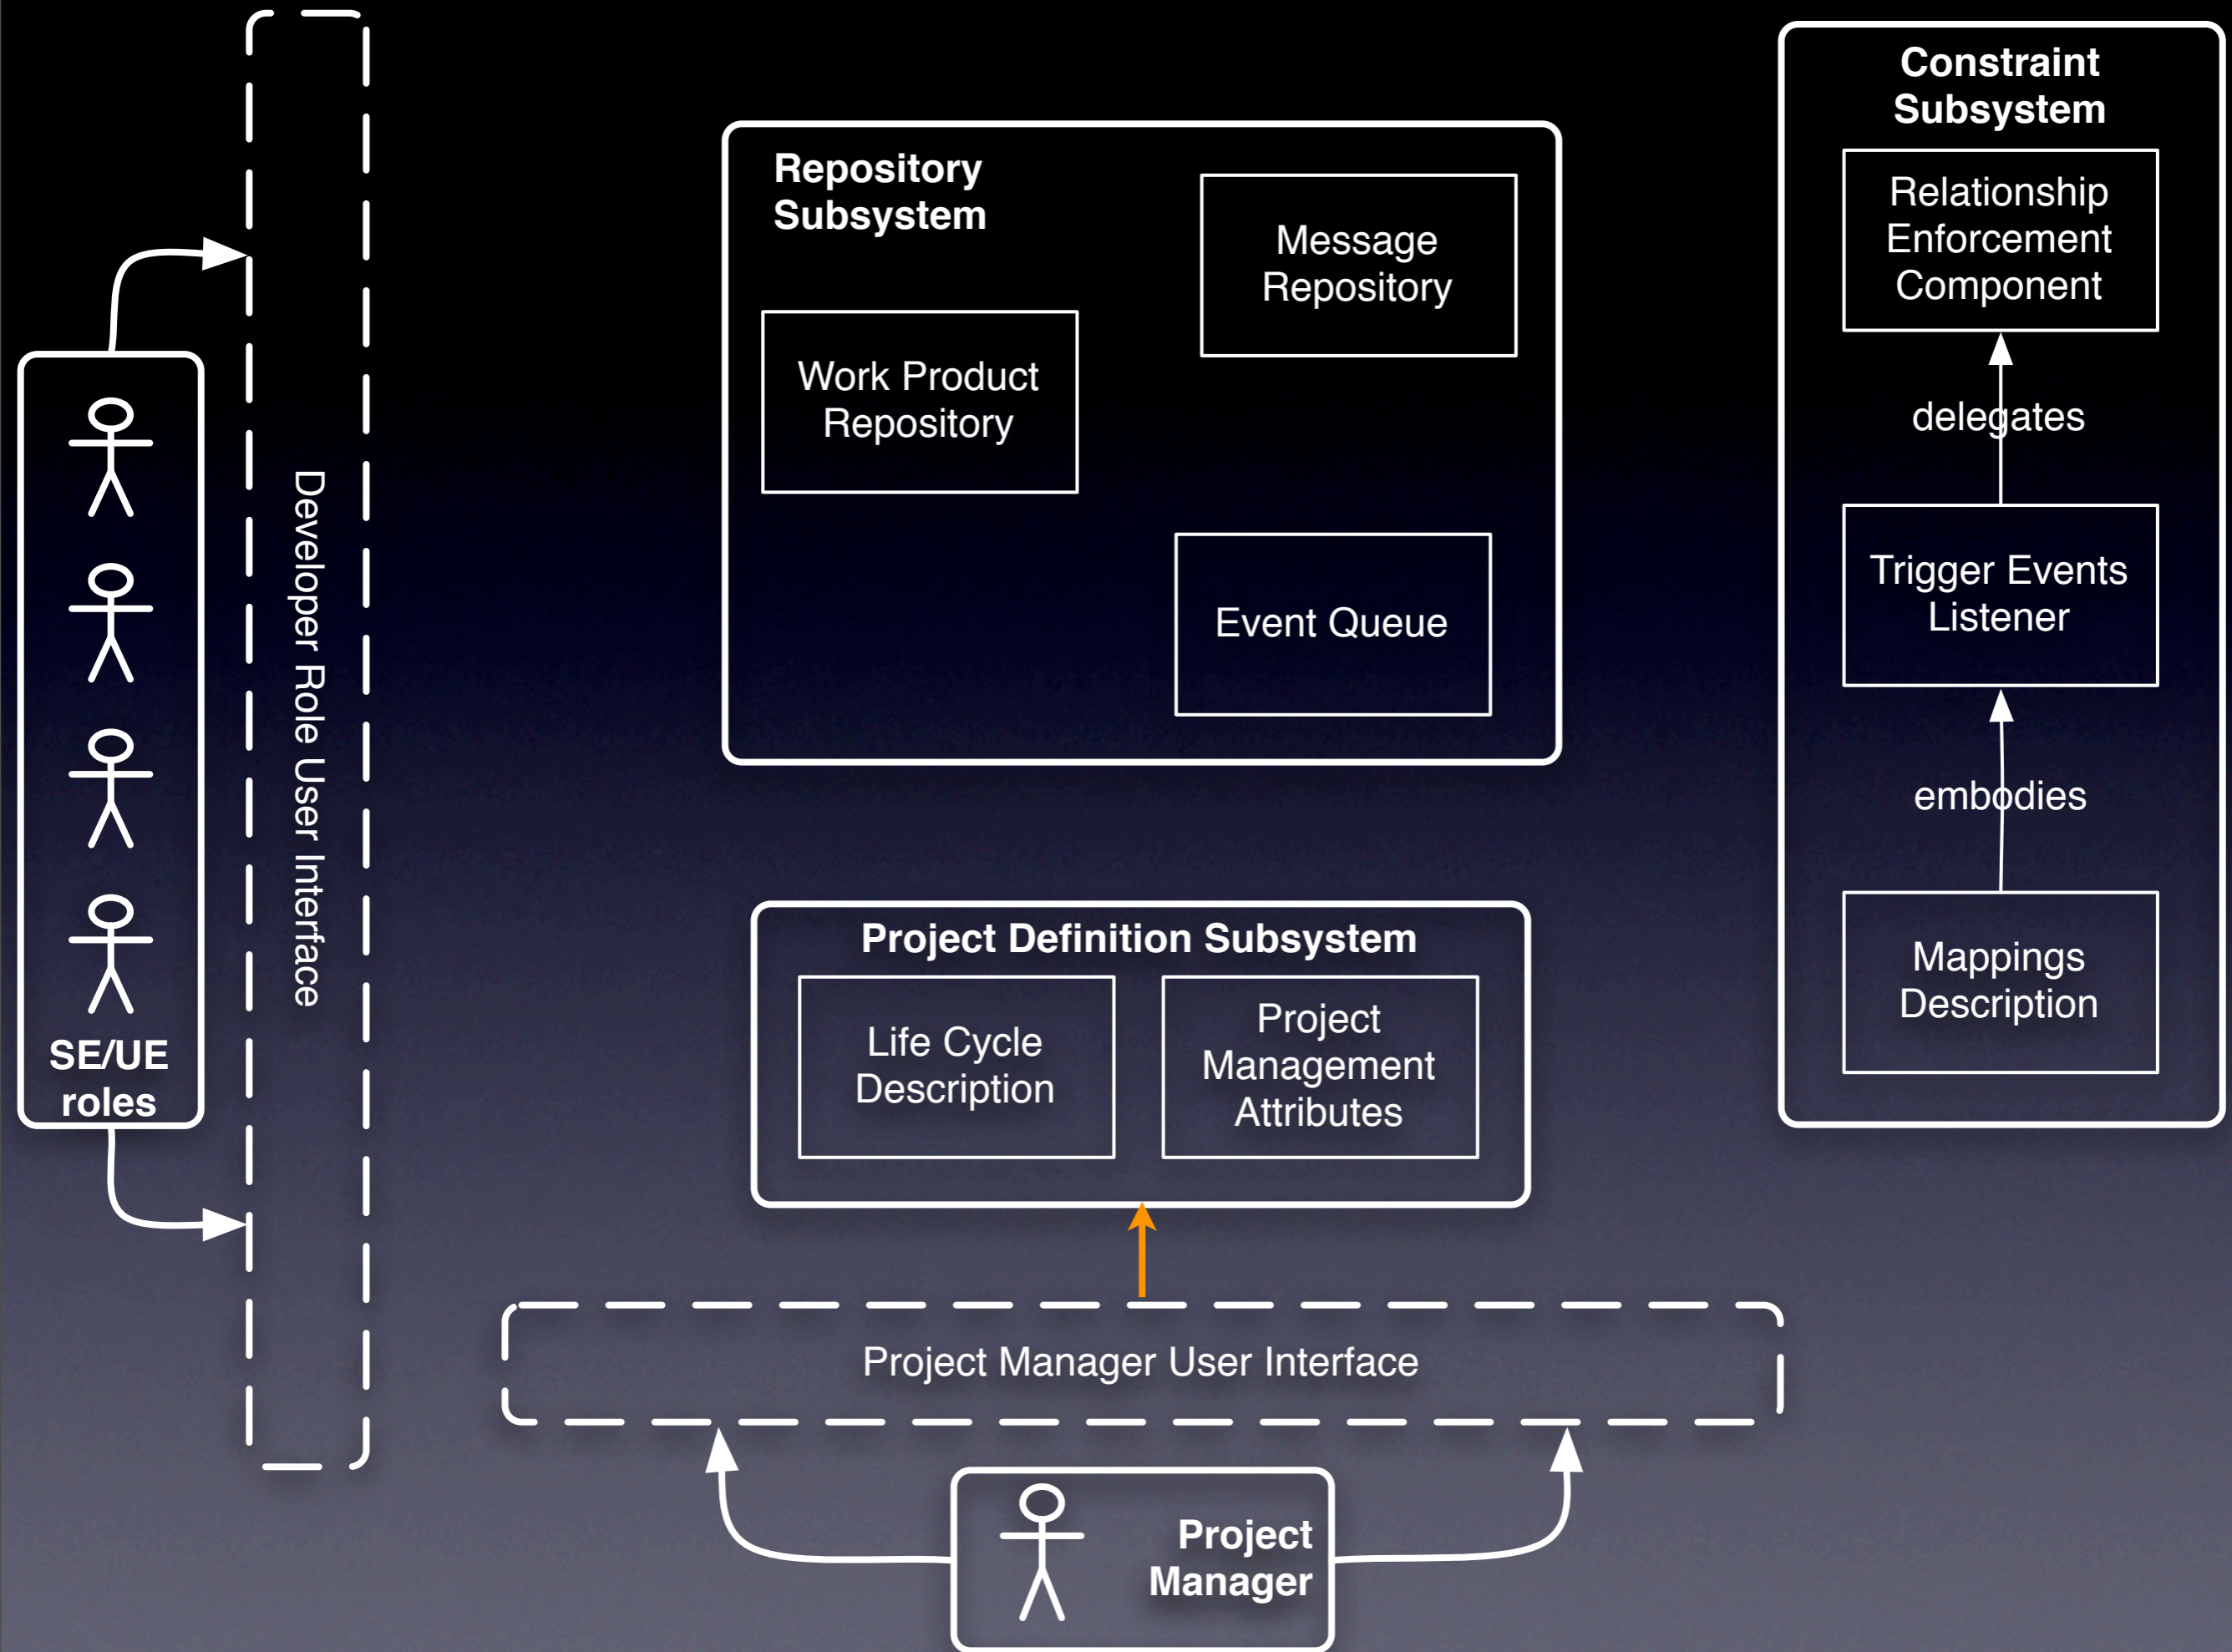 Constraint
Subsystem
Relationship
Enforcement
Component
delegates
Trigger Events
Listener
embodies
Mappings
Description
Repository
Subsystem
Message
Repository
Work Product
Repository
Event Queue
Developer Role User Interface
SE/UE
roles
Project Definition Subsystem
Life Cycle
Description
Project
Management
Attributes
Project Manager User Interface
Project
Manager